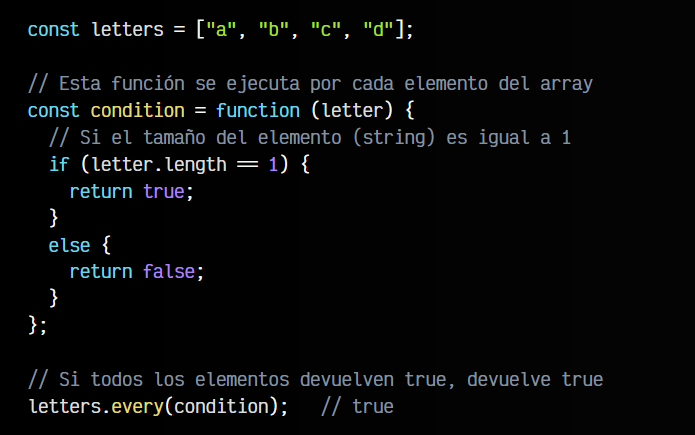 const letters = ["a", "b", "c", "d"];
// Esta función se ejecuta por cada elemento del array
const condition = function (letter) {
// Si el tamaño del elemento (string) es igual a 1
if (letter.length == 1) {
return true;
}
else {
return false;
}
};
// Si todos los elementos devuelven true, devuelve true
letters.every(condition);   // true